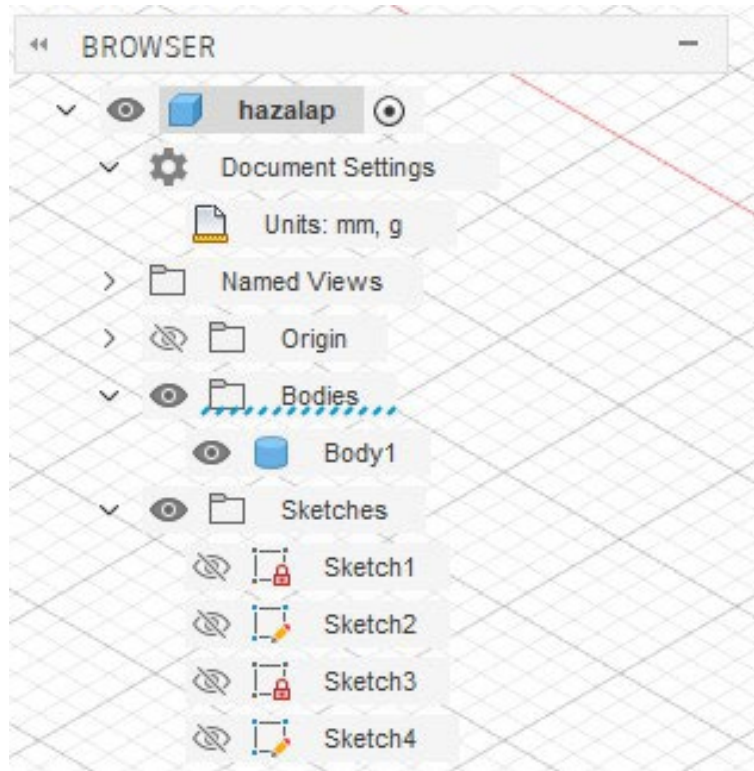 BROWSER
hazalap
Document Settings
Units: mm, g
Named Views
Origin
Bodies
Body1
Sketches
Sketch1
Sketch2
Sketch3
Sketch4